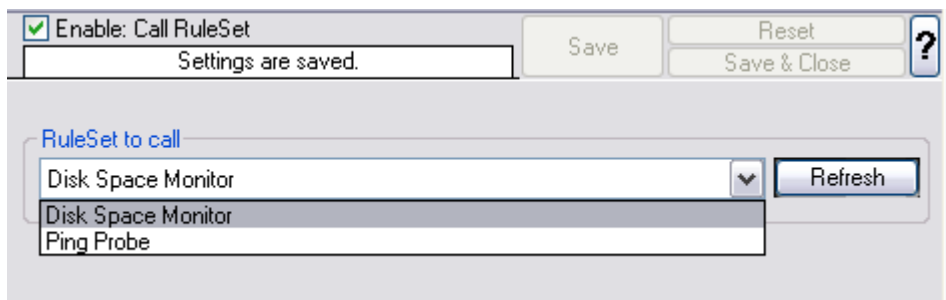 Enable: Call RuleSet
Settings are saved.
Save
Reset
Save & Close
?
RuleSet to call
Disk Space Monitor
Refresh
Disk Space Monitor
Ping Probe